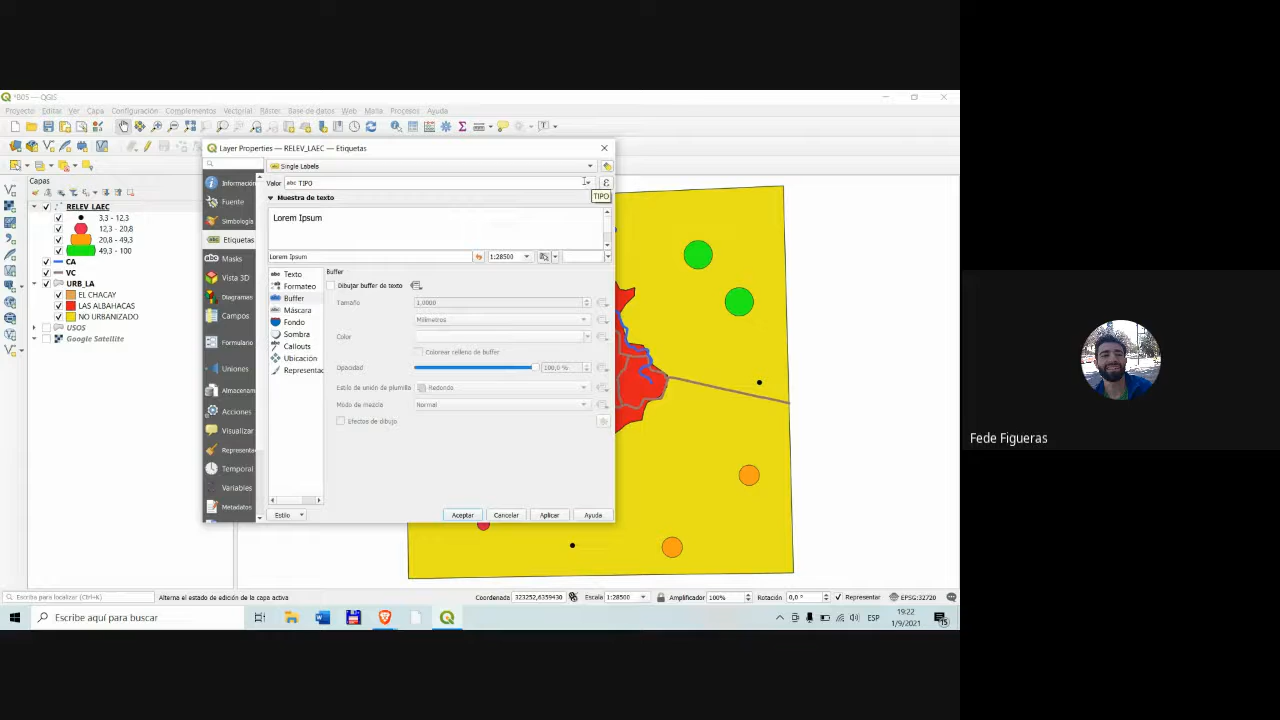 *B05 — QGIS
Proyecto Editar Ver Capa Configuración Complementos Vectorial Ráster Base de datos Web Malla Procesos Ayuda
Layer Properties — RELEV_LAEC — Etiquetas
Single Labels
Valor abc TIPO
TIPO
Muestra de texto
Lorem Ipsum
Lorem Ipsum
1:28500
Capas
RELEV_LAEC
3,3 - 12,3
12,3 - 20,8
20,8 - 49,3
49,3 - 100
CA
VC
URB_LA
EL CHACAY
LAS ALBAHACAS
NO URBANIZADO
USOS
Google Satellite
Informació
Fuente
Simbología
Etiquetas
Masks
Vista 3D
Diagramas
Campos
Formulario
Uniones
Almacenam
Acciones
Visualizar
Representa
Temporal
Variables
Metadatos
Texto
Formateo
Buffer
Máscara
Fondo
Sombra
Callouts
Ubicación
Representac
Buffer
Dibujar buffer de texto
Tamaño 1,0000
Milímetros
Color
Colorear relleno de buffer
Opacidad 100,0 %
Estilo de unión de plumilla Redondo
Modo de mezcla Normal
Efectos de dibujo
Estilo Aceptar Cancelar Aplicar Ayuda
Escriba para localizar (Ctrl+K) Alterna el estado de edición de la capa activa Coordenada 323252,6359430 Escala 1:28500 Amplificador 100% Rotación 0,0 ° Representar EPSG:32720
Escribe aquí para buscar
ESP
19:22
1/9/2021
15
Fede Figueras